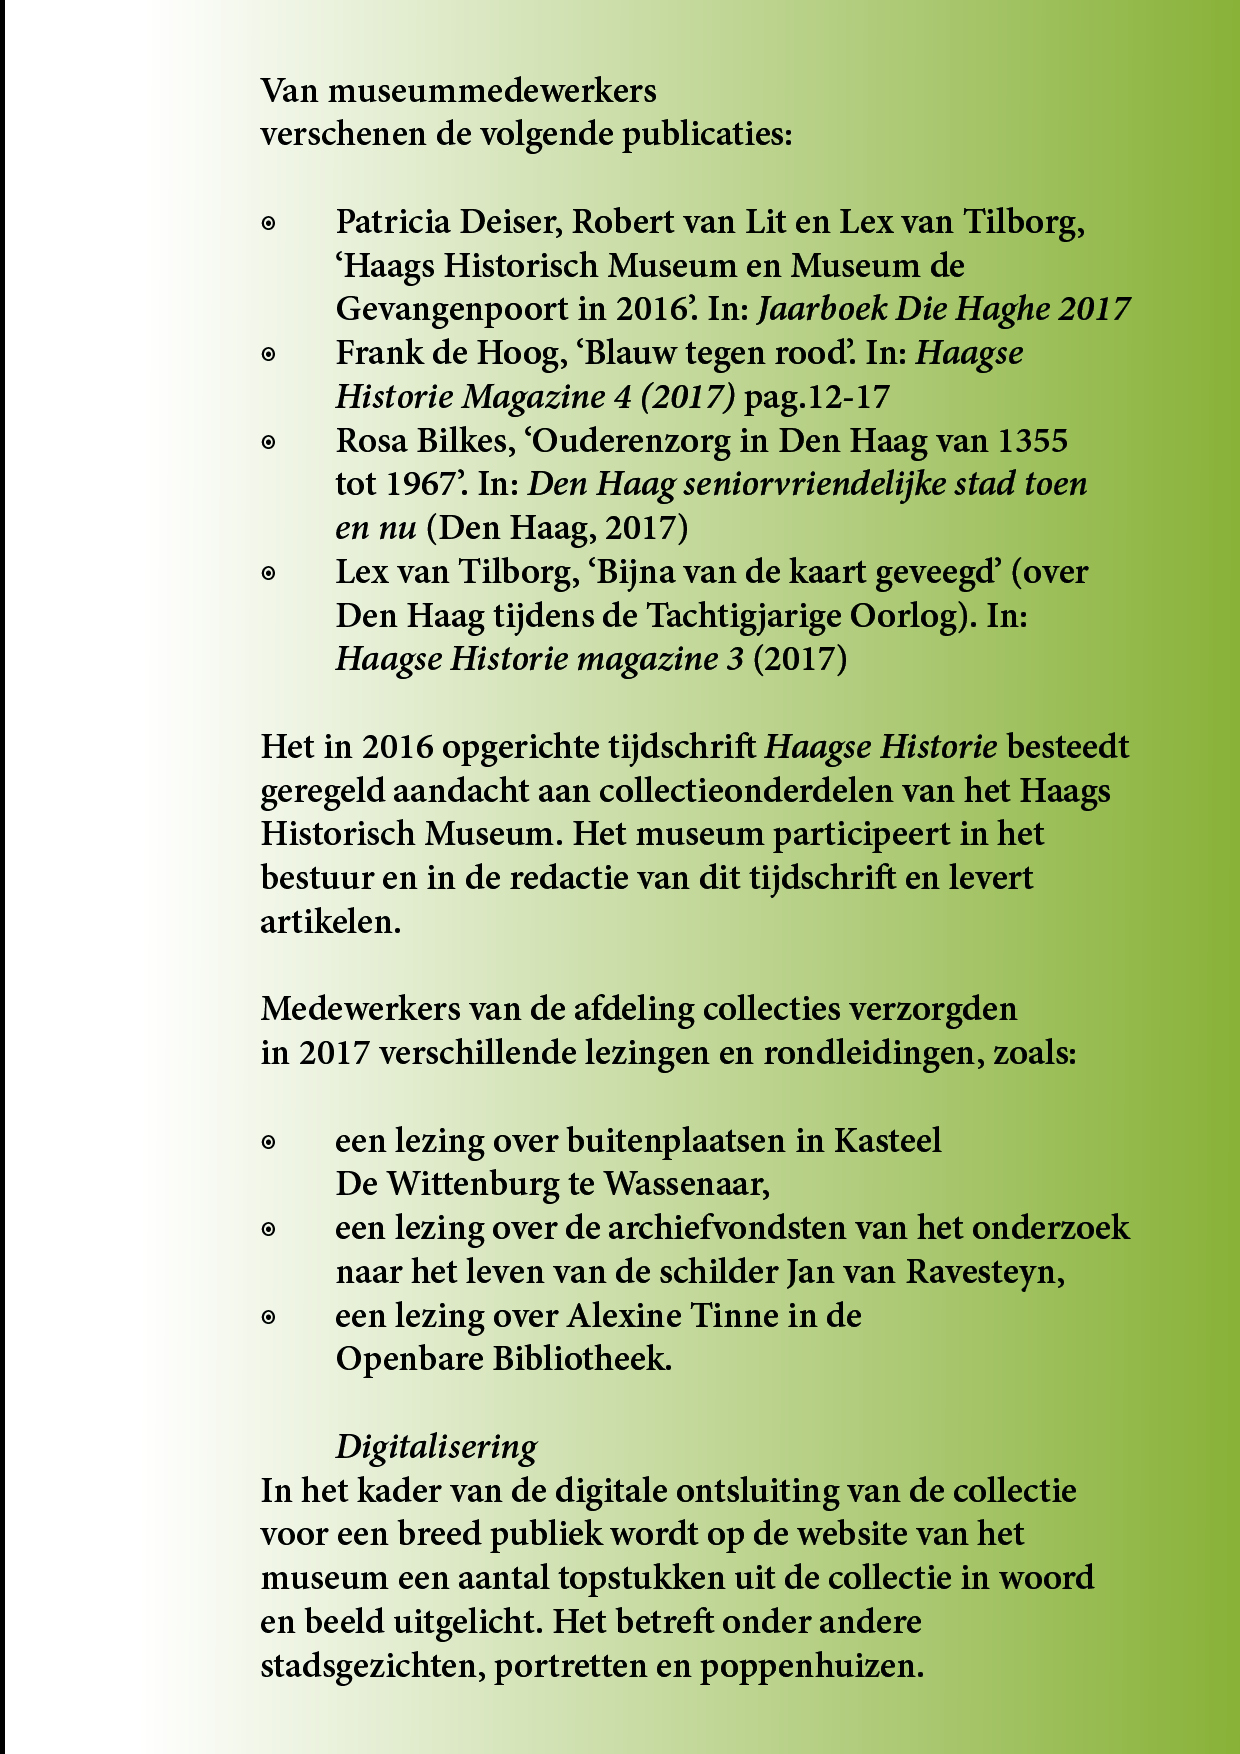 Van museummedewerkers
verschenen de volgende publicaties:
⦿ Patricia Deiser, Robert van Lit en Lex van Tilborg,
‘Haags Historisch Museum en Museum de
Gevangenpoort in 2016’. In: Jaarboek Die Haghe 2017
⦿ Frank de Hoog, ‘Blauw tegen rood’. In: Haagse
Historie Magazine 4 (2017) pag.12-17
⦿ Rosa Bilkes, ‘Ouderenzorg in Den Haag van 1355
tot 1967’. In: Den Haag seniorvriendelijke stad toen
en nu (Den Haag, 2017)
⦿ Lex van Tilborg, ‘Bijna van de kaart geveegd’ (over
Den Haag tijdens de Tachtigjarige Oorlog). In:
Haagse Historie magazine 3 (2017)
Het in 2016 opgerichte tijdschrift Haagse Historie besteedt
geregeld aandacht aan collectieonderdelen van het Haags
Historisch Museum. Het museum participeert in het
bestuur en in de redactie van dit tijdschrift en levert
artikelen.
Medewerkers van de afdeling collecties verzorgden
in 2017 verschillende lezingen en rondleidingen, zoals:
⦿ een lezing over buitenplaatsen in Kasteel
De Wittenburg te Wassenaar,
⦿ een lezing over de archiefvondsten van het onderzoek
naar het leven van de schilder Jan van Ravesteyn,
⦿ een lezing over Alexine Tinne in de
Openbare Bibliotheek.
Digitalisering
In het kader van de digitale ontsluiting van de collectie
voor een breed publiek wordt op de website van het
museum een aantal topstukken uit de collectie in woord
en beeld uitgelicht. Het betreft onder andere
stadsgezichten, portretten en poppenhuizen.